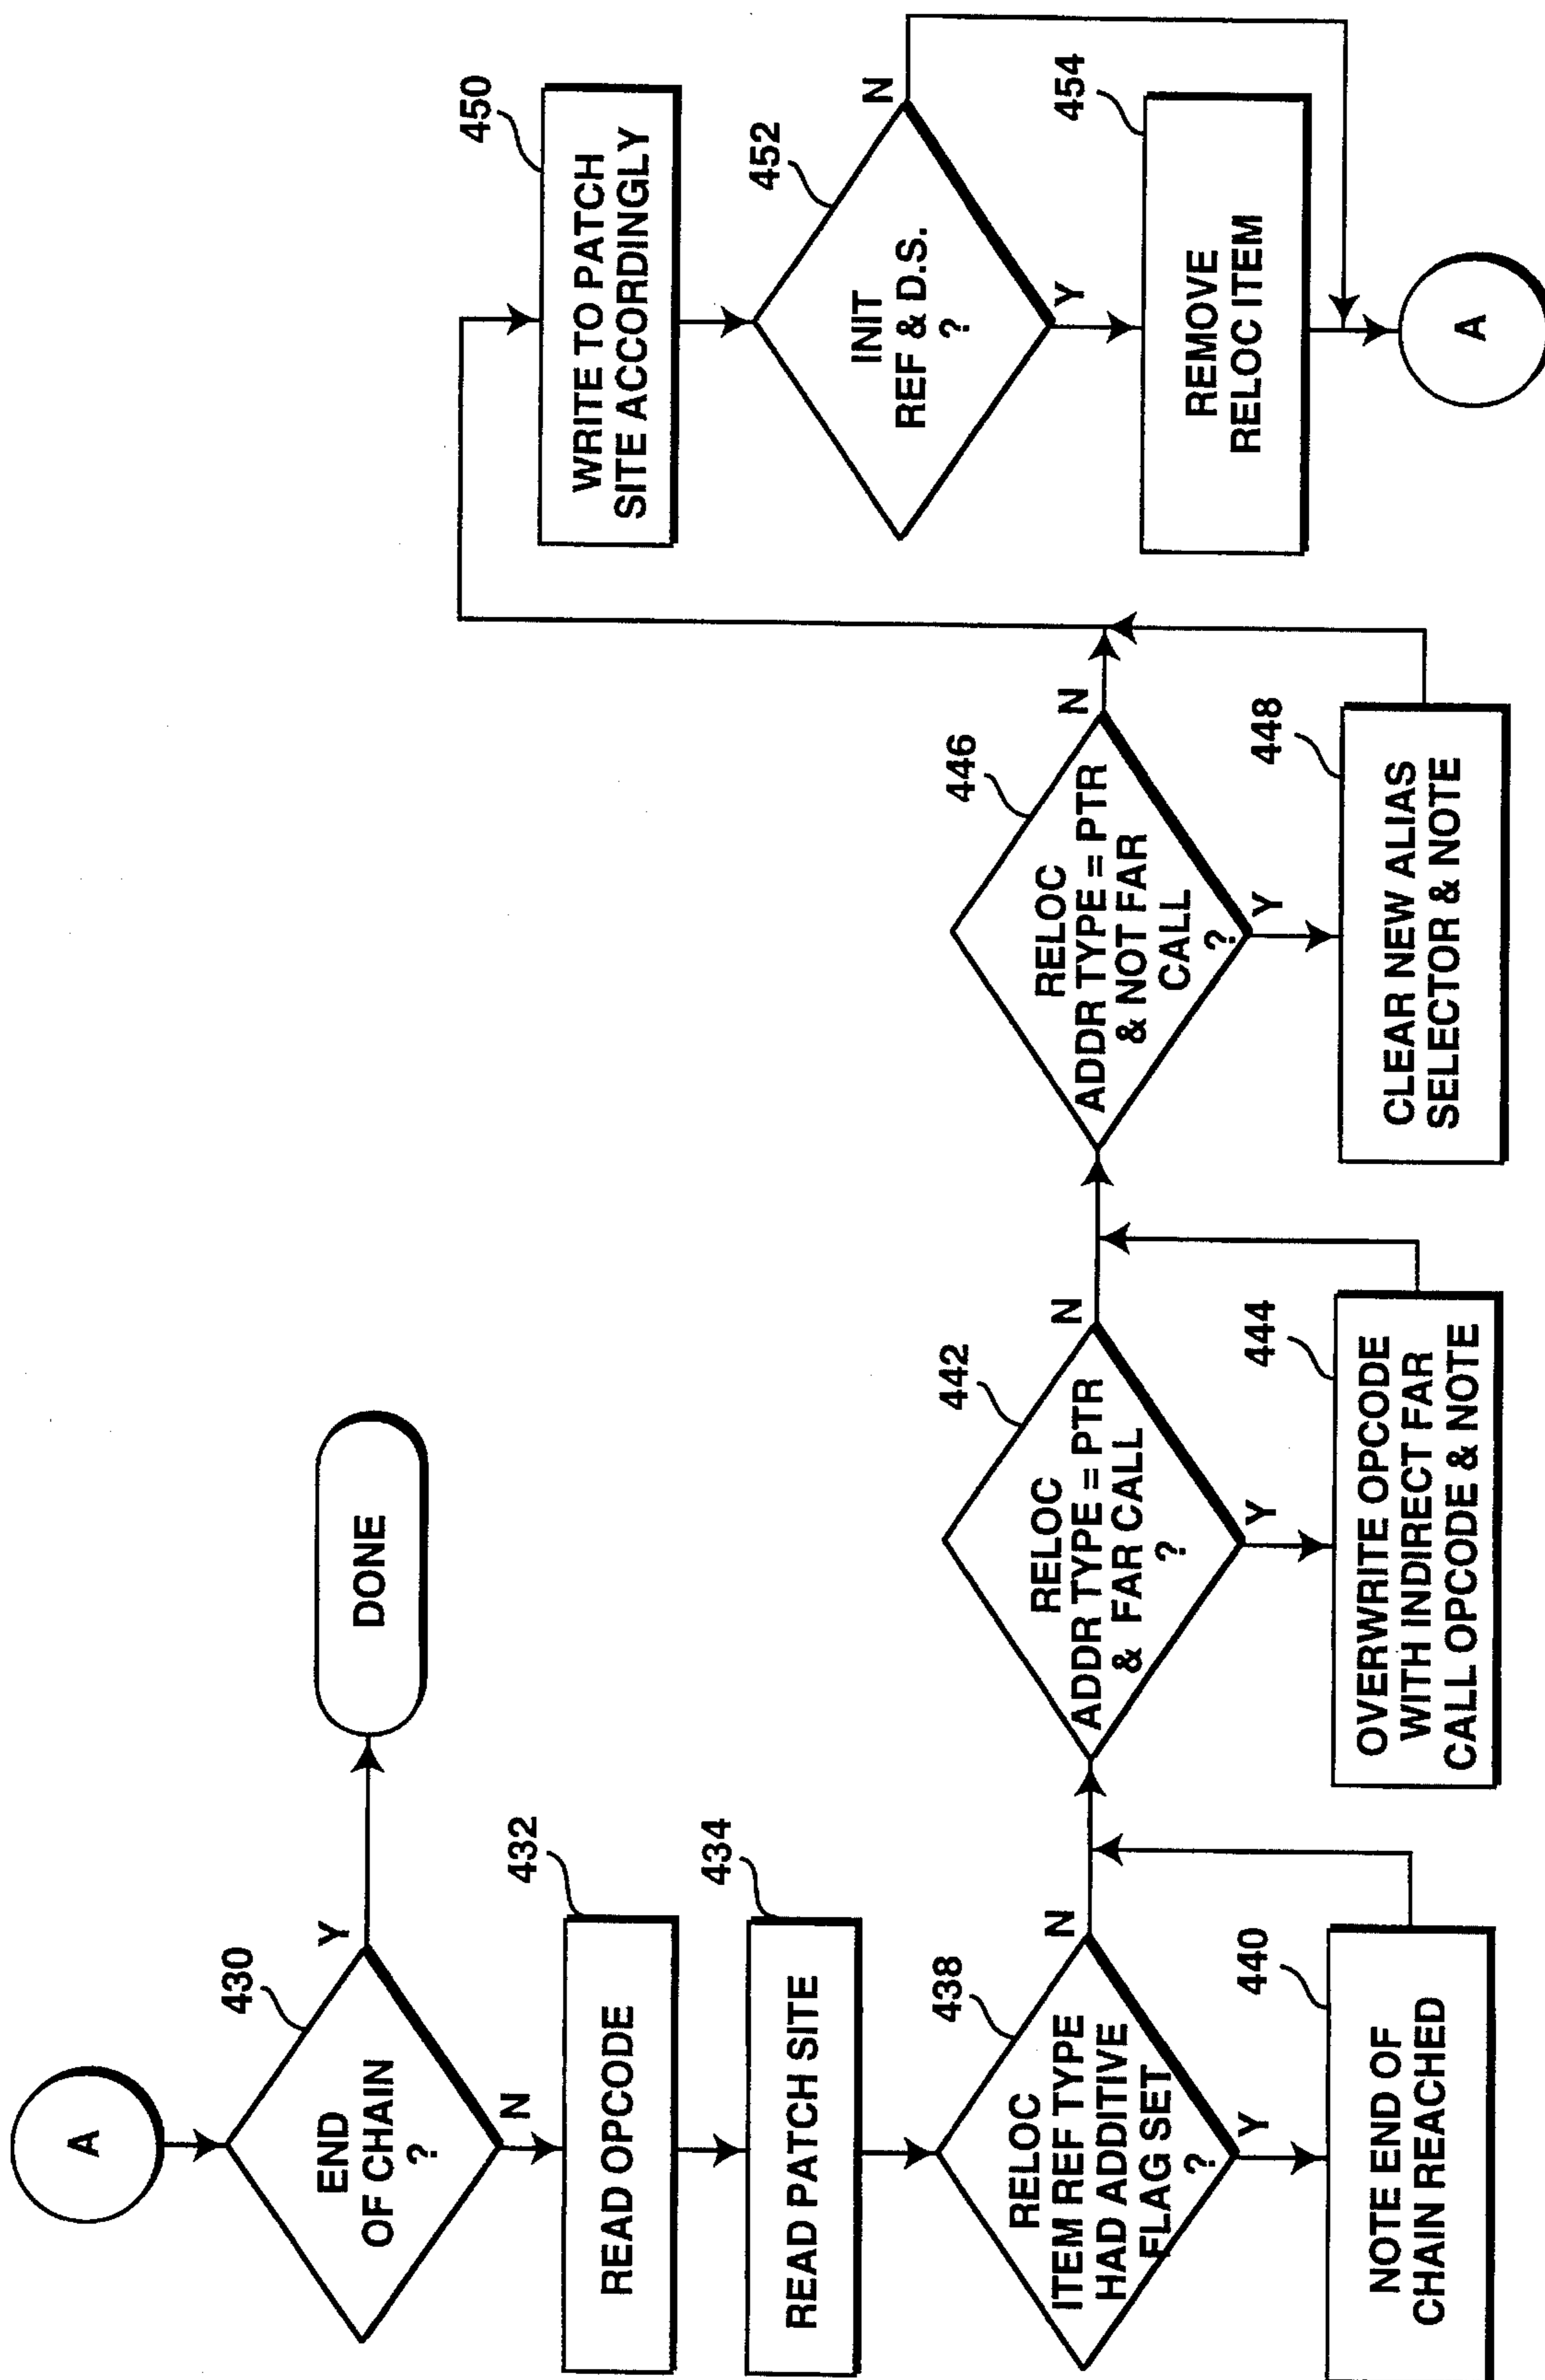 A
430
END
OF CHAIN
?
Y
N
DONE
432
READ OPCODE
434
READ PATCH SITE
438
RELOC
ITEM REF TYPE
HAD ADDITIVE
FLAG SET
?
N
Y
440
NOTE END OF
CHAIN REACHED
442
RELOC
ADDR TYPE = PTR
& FAR CALL
?
N
Y
444
OVERWRITE OPCODE
WITH INDIRECT FAR
CALL OPCODE & NOTE
446
RELOC
ADDR TYPE = PTR
& NOT FAR
CALL
?
N
Y
448
CLEAR NEW ALIAS
SELECTOR & NOTE
450
WRITE TO PATCH
SITE ACCORDINGLY
452
INIT
REF & D.S.
?
N
Y
454
REMOVE
RELOC ITEM
A